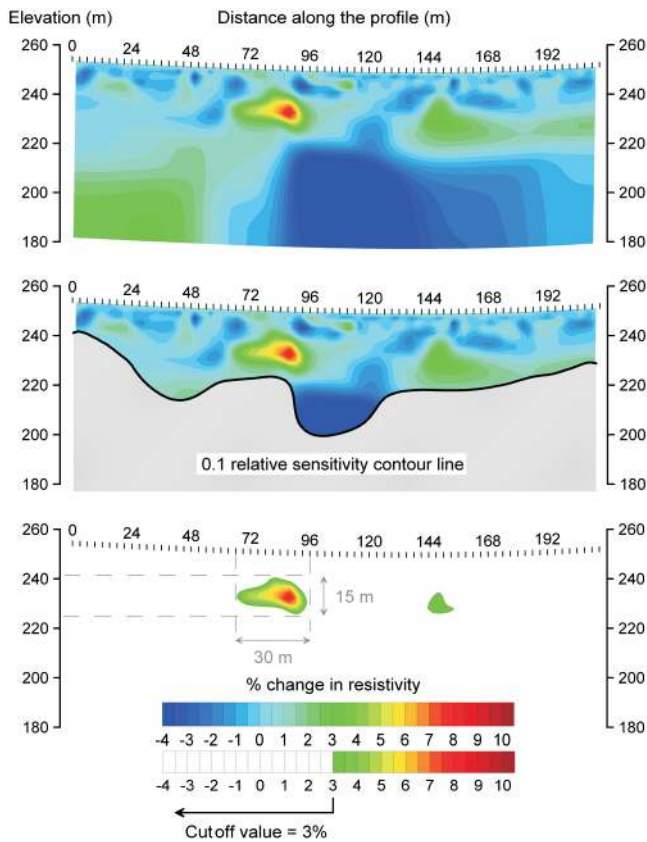 Elevation (m) Distance along the profile (m)
0 24 48 72 96 120 144 168 192
260 260
240 240
220 220
200 200
180 180
0 24 48 72 96 120 144 168 192
260 260
240 240
220 220
200 200
0.1 relative sensitivity contour line
180 180
0 24 48 72 96 120 144 168 192
260 260
240 240
15 m
220 220
30 m
200 200
% change in resistivity
180 180
-4 -3 -2 -1 0 1 2 3 4 5 6 7 8 9 10
-4 -3 -2 -1 0 1 2 3 4 5 6 7 8 9 10
Cutoff value = 3%